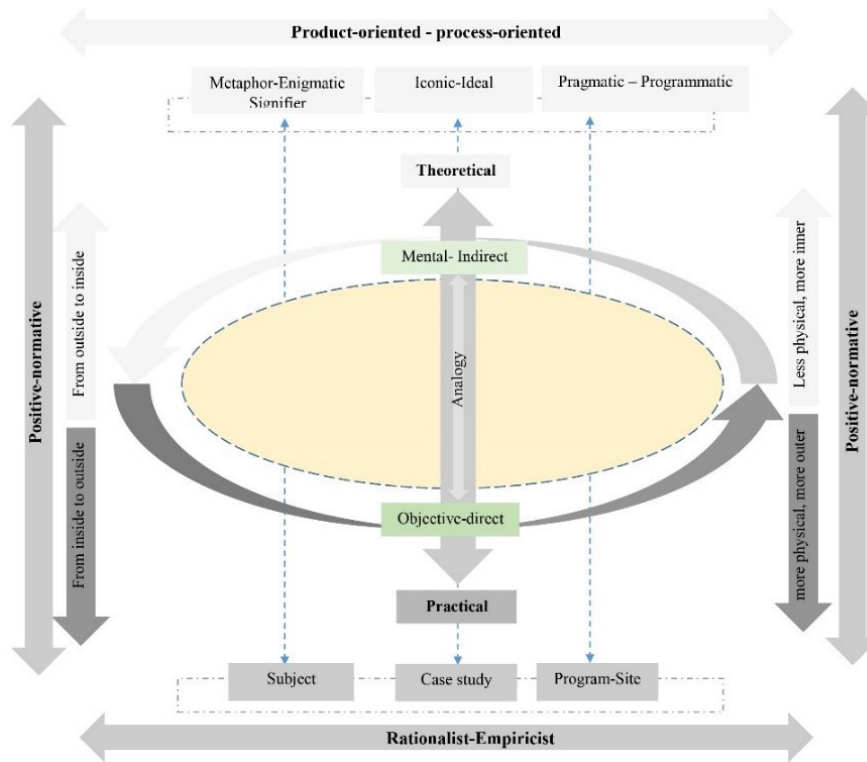 Product-oriented - process-oriented
Metaphor-Enigmatic
Signifier
Iconic-Ideal
Pragmatic – Programmatic
Theoretical
Mental- Indirect
Positive-normative
From outside to inside
Less physical, more inner
Positive-normative
Analogy
From inside to outside
more physical, more outer
Objective-direct
Practical
Subject
Case study
Program-Site
Rationalist-Empiricist